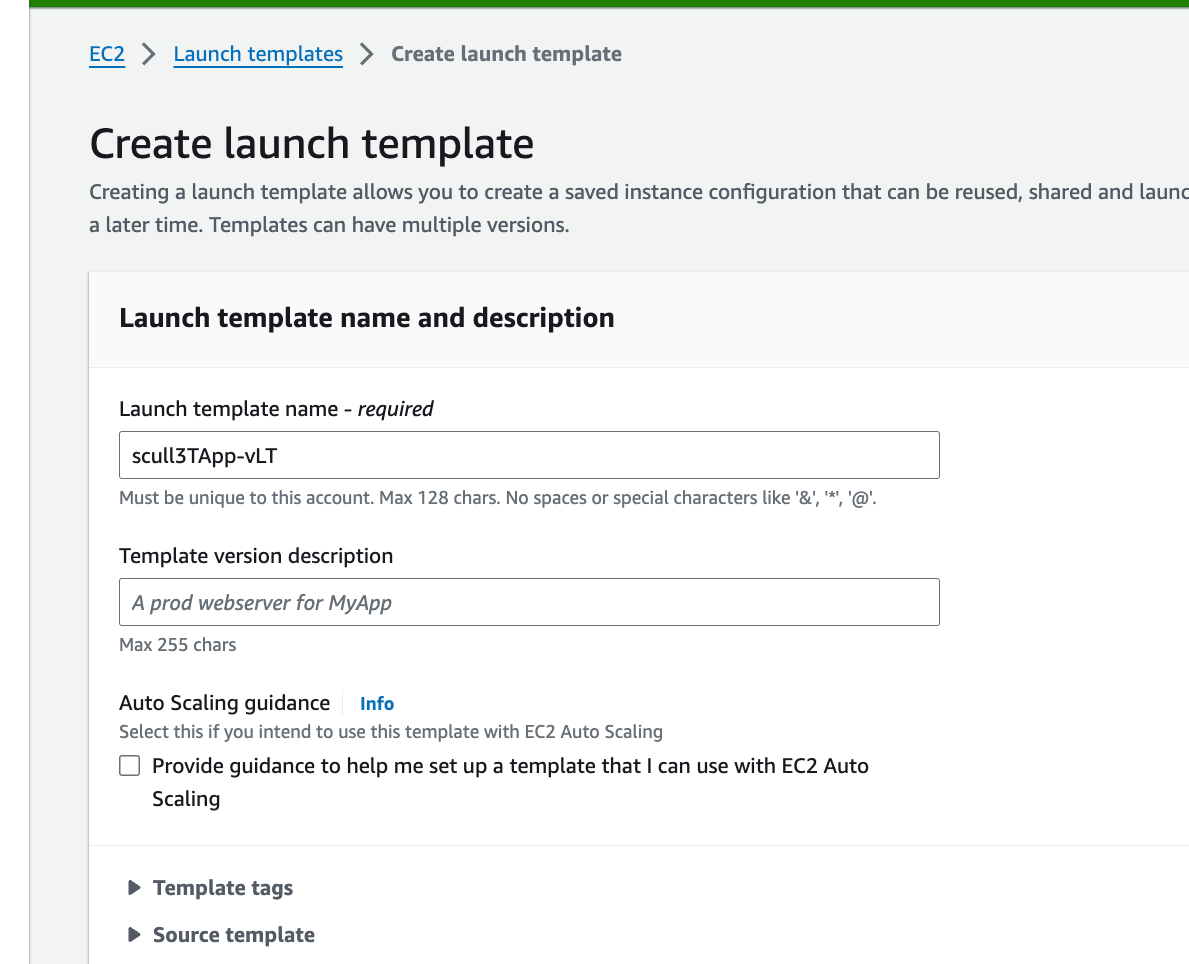 EC2 > Launch templates > Create launch template
Create launch template
Creating a launch template allows you to create a saved instance configuration that can be reused, shared and
a later time. Templates can have multiple versions.
Launch template name and description
Launch template name - required
scull3TApp-vLT
Must be unique to this account. Max 128 chars. No spaces or special characters like '&', '*', '@'.
Template version description
A prod webserver for MyApp
Max 255 chars
Auto Scaling guidance Info
Select this if you intend to use this template with EC2 Auto Scaling
Provide guidance to help me set up a template that I can use with EC2 Auto
Scaling
Template tags
Source template